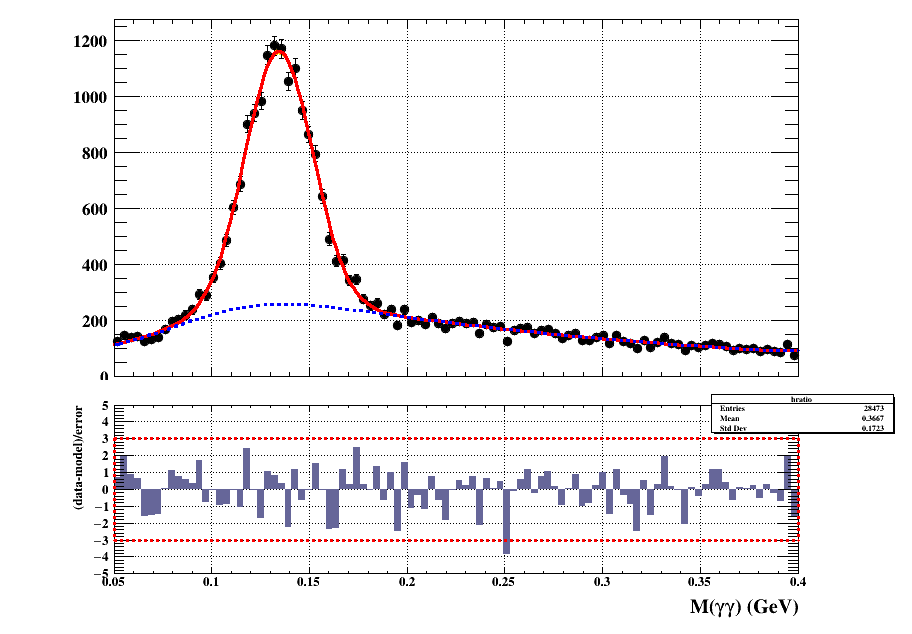 1200
1000
800
600
400
200
0
hratio
Entries 28473
Mean 0.3667
Std Dev 0.1723
(data-model)/error
5
4
3
2
1
0
−1
−2
−3
−4
−5
0.05 0.1 0.15 0.2 0.25 0.3 0.35 0.4
M(γγ) (GeV)